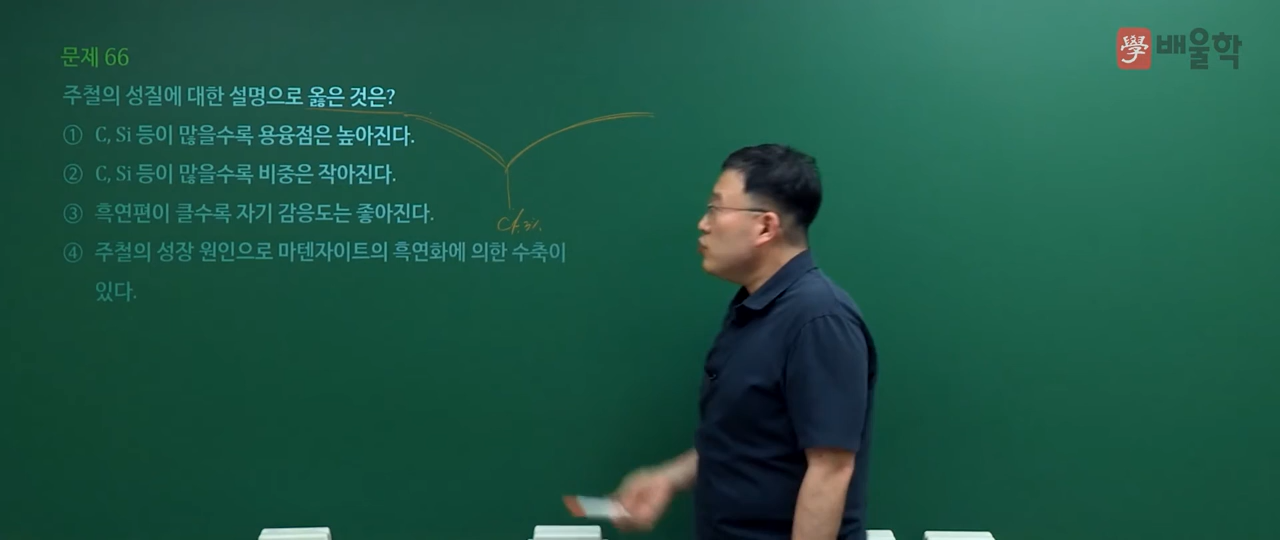 문제 66
學 배울학
주철의 성질에 대한 설명으로 옳은 것은?
① C, Si 등이 많을수록 용융점은 높아진다.
② C, Si 등이 많을수록 비중은 작아진다.
③ 흑연편이 클수록 자기 감응도는 좋아진다.
④ 주철의 성장 원인으로 마텐자이트의 흑연화에 의한 수축이
있다.